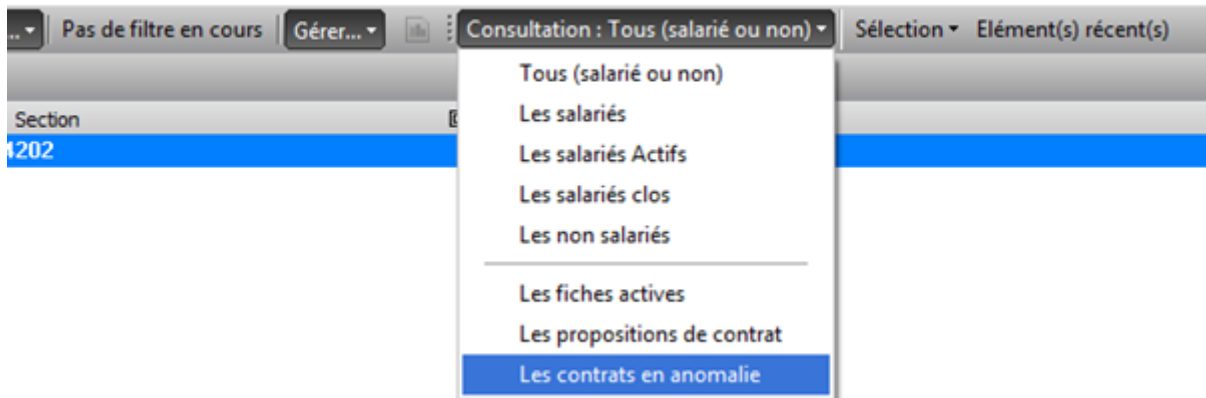 ... Pas de filtre en cours Gérer... Consultation : Tous (salarié ou non) Sélection Elément(s) récent(s)
Tous (salarié ou non)
Section
Les salariés
4202
Les salariés Actifs
Les salariés clos
Les non salariés
Les fiches actives
Les propositions de contrat
Les contrats en anomalie